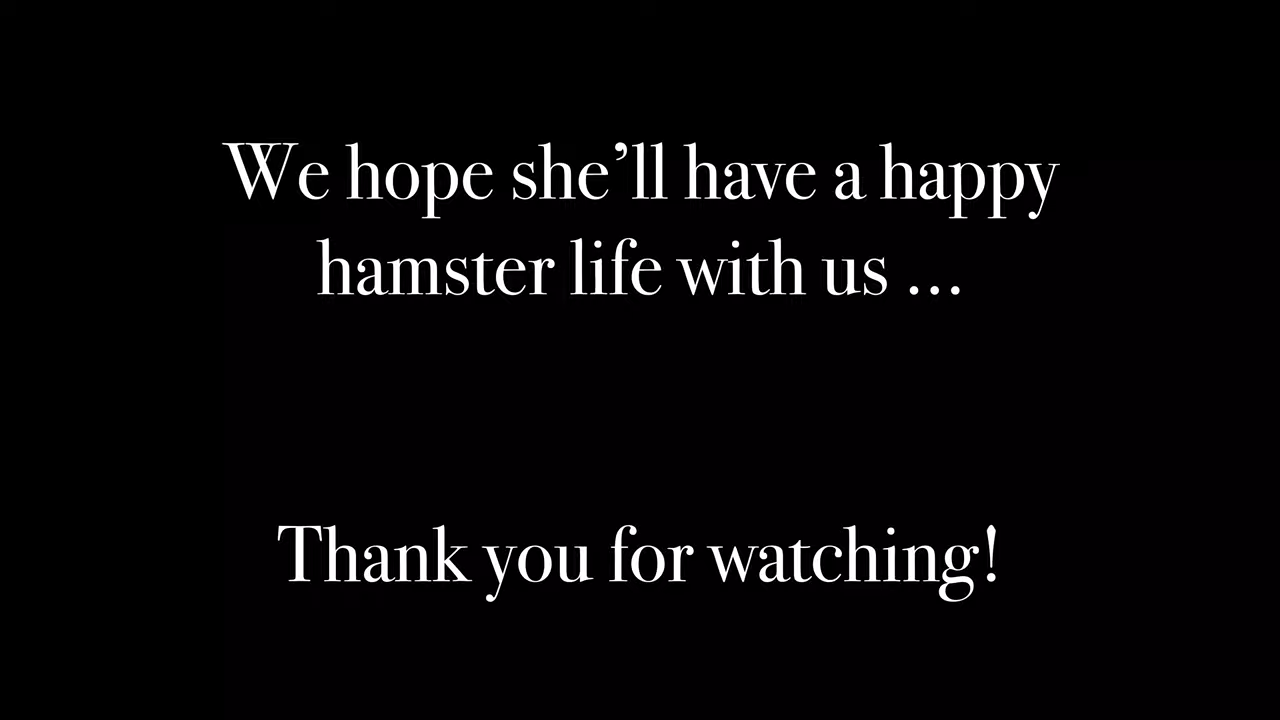 We hope she’ll have a happy
hamster life with us ...
Thank you for watching!